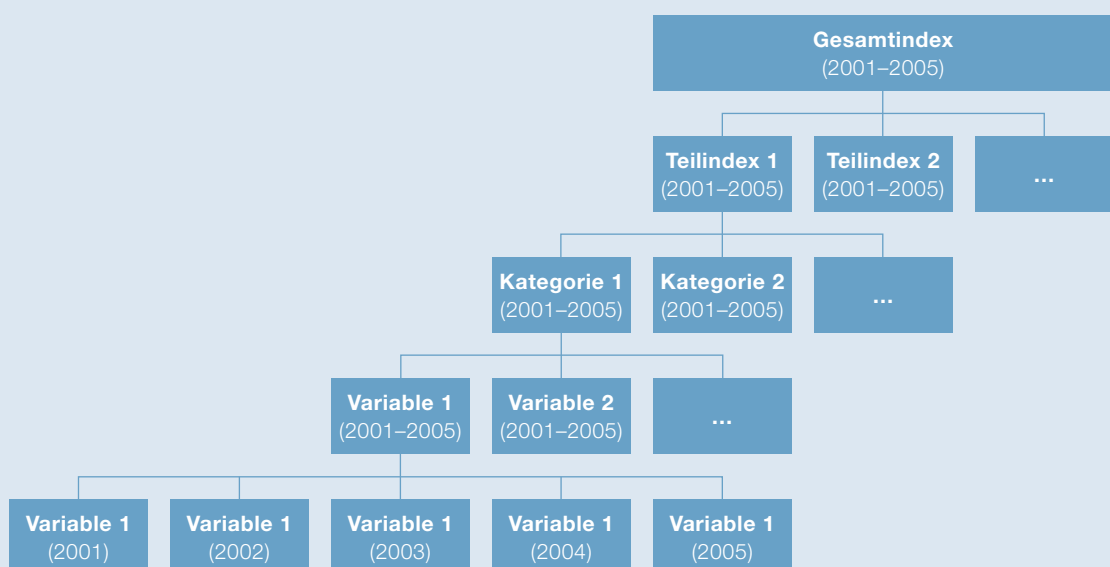 Gesamtindex
(2001–2005)
Teilindex 1
(2001–2005)
Teilindex 2
(2001–2005)
...
Kategorie 1
(2001–2005)
Kategorie 2
(2001–2005)
...
Variable 1
(2001–2005)
Variable 2
(2001–2005)
...
Variable 1
(2001)
Variable 1
(2002)
Variable 1
(2003)
Variable 1
(2004)
Variable 1
(2005)